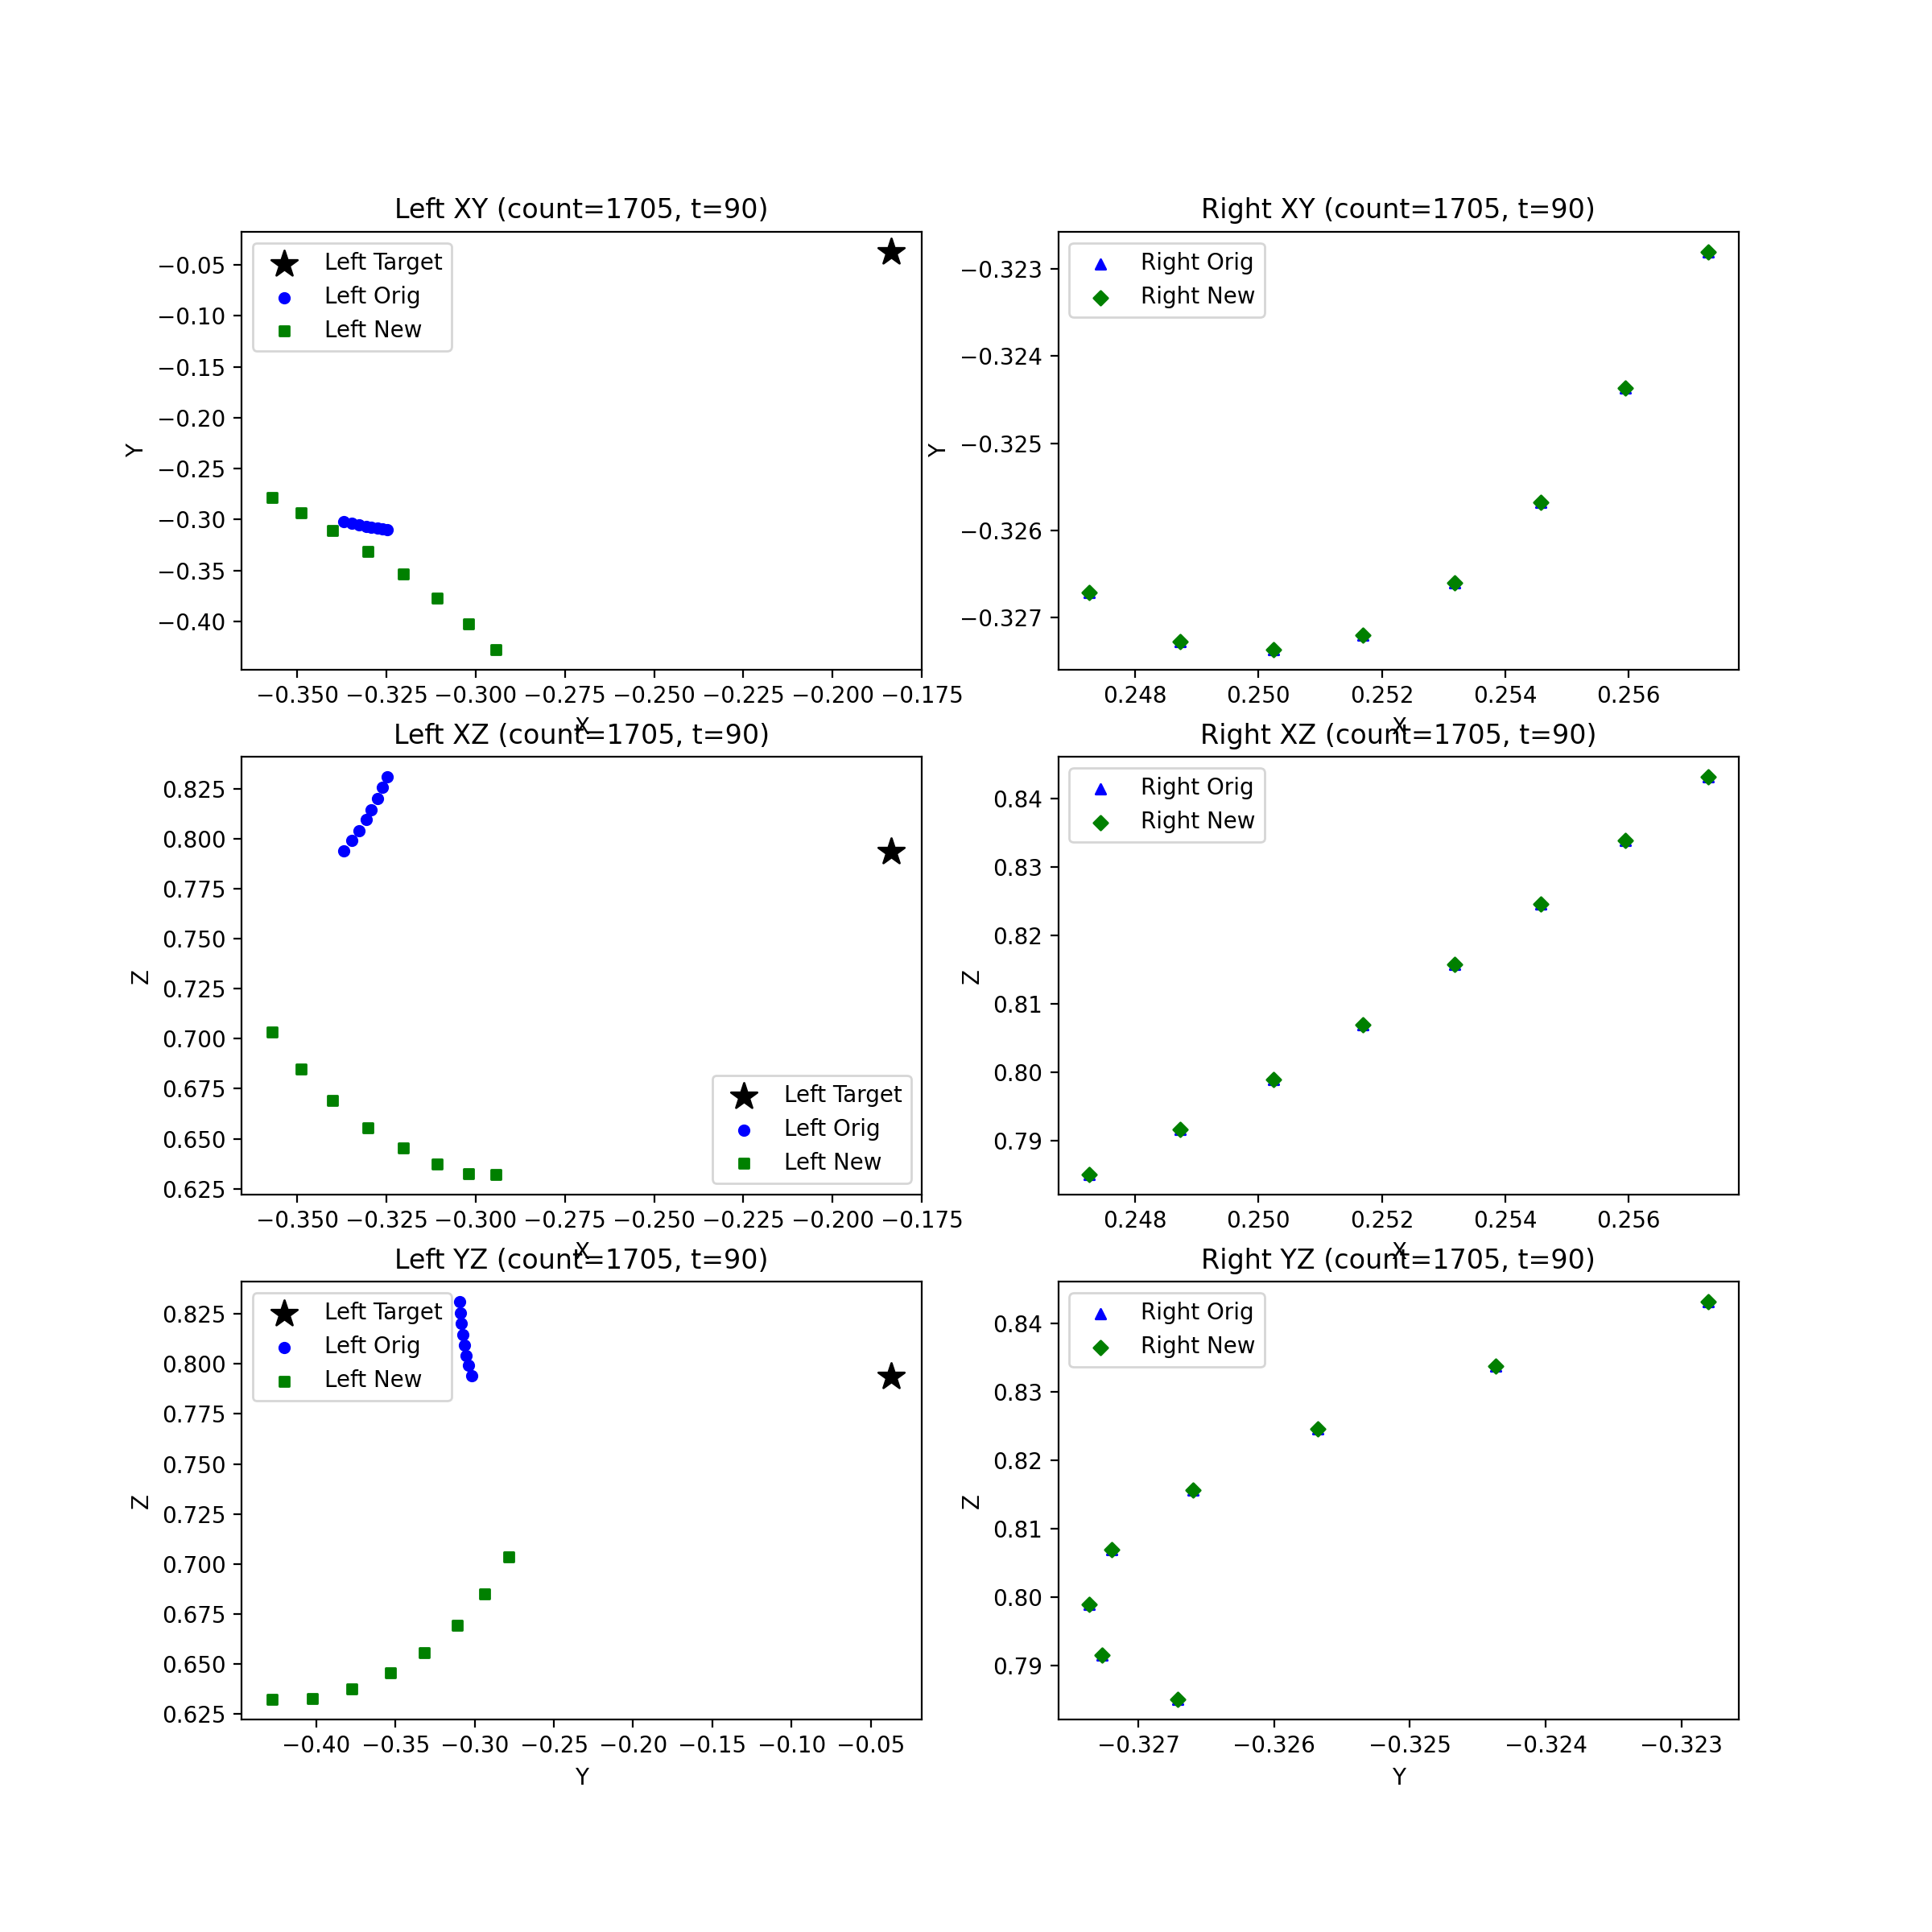 Left XY (count=1705, t=90)
Left Target
Left Orig
Left New
−0.05
−0.10
−0.15
−0.20
−0.25
−0.30
−0.35
−0.40
Y
−0.350 −0.325 −0.300 −0.275 −0.250 −0.225 −0.200 −0.175
X
Right XY (count=1705, t=90)
Right Orig
Right New
−0.323
−0.324
−0.325
−0.326
−0.327
Y
0.248 0.250 0.252 0.254 0.256
X
Left XZ (count=1705, t=90)
0.825
0.800
0.775
0.750
0.725
0.700
0.675
0.650
0.625
Z
Left Target
Left Orig
Left New
−0.350 −0.325 −0.300 −0.275 −0.250 −0.225 −0.200 −0.175
X
Right XZ (count=1705, t=90)
Right Orig
Right New
0.84
0.83
0.82
0.81
0.80
0.79
Z
0.248 0.250 0.252 0.254 0.256
X
Left YZ (count=1705, t=90)
Left Target
Left Orig
Left New
0.825
0.800
0.775
0.750
0.725
0.700
0.675
0.650
0.625
Z
−0.40 −0.35 −0.30 −0.25 −0.20 −0.15 −0.10 −0.05
Y
Right YZ (count=1705, t=90)
Right Orig
Right New
0.84
0.83
0.82
0.81
0.80
0.79
Z
−0.327 −0.326 −0.325 −0.324 −0.323
Y